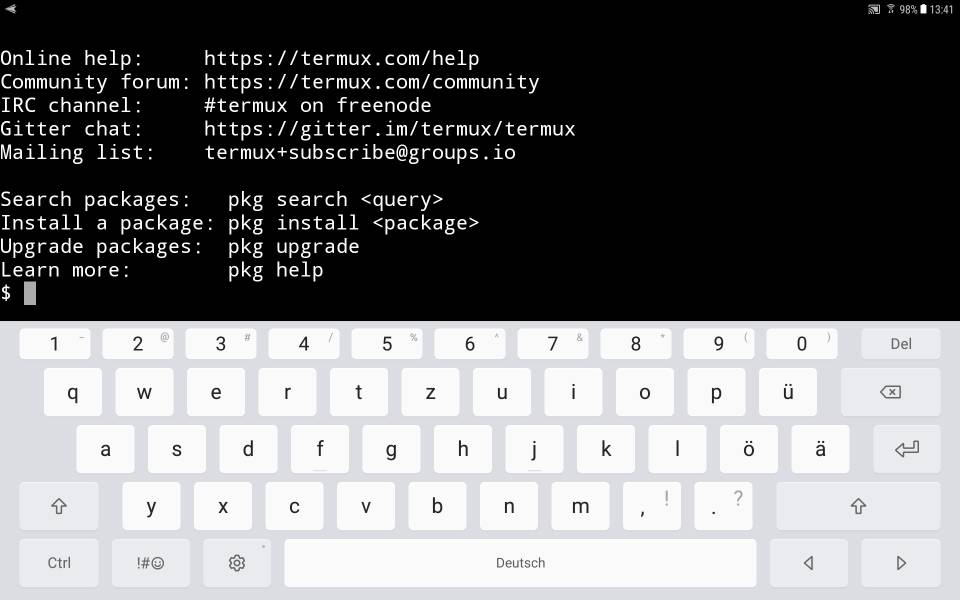 98% 13:41
Online help: https://termux.com/help
Community forum: https://termux.com/community
IRC channel: #termux on freenode
Gitter chat: https://gitter.im/termux/termux
Mailing list: termux+subscribe@groups.io
Search packages: pkg search <query>
Install a package: pkg install <package>
Upgrade packages: pkg upgrade
Learn more: pkg help
$
1 - 2 @ 3 # 4 / 5 % 6 ^ 7 & 8 * 9 ( 0 ) Del
q w e r t z u i o p ü
a s d f g h j k l ö ä
y x c v b n m , ! . ?
Ctrl !#☺ Deutsch